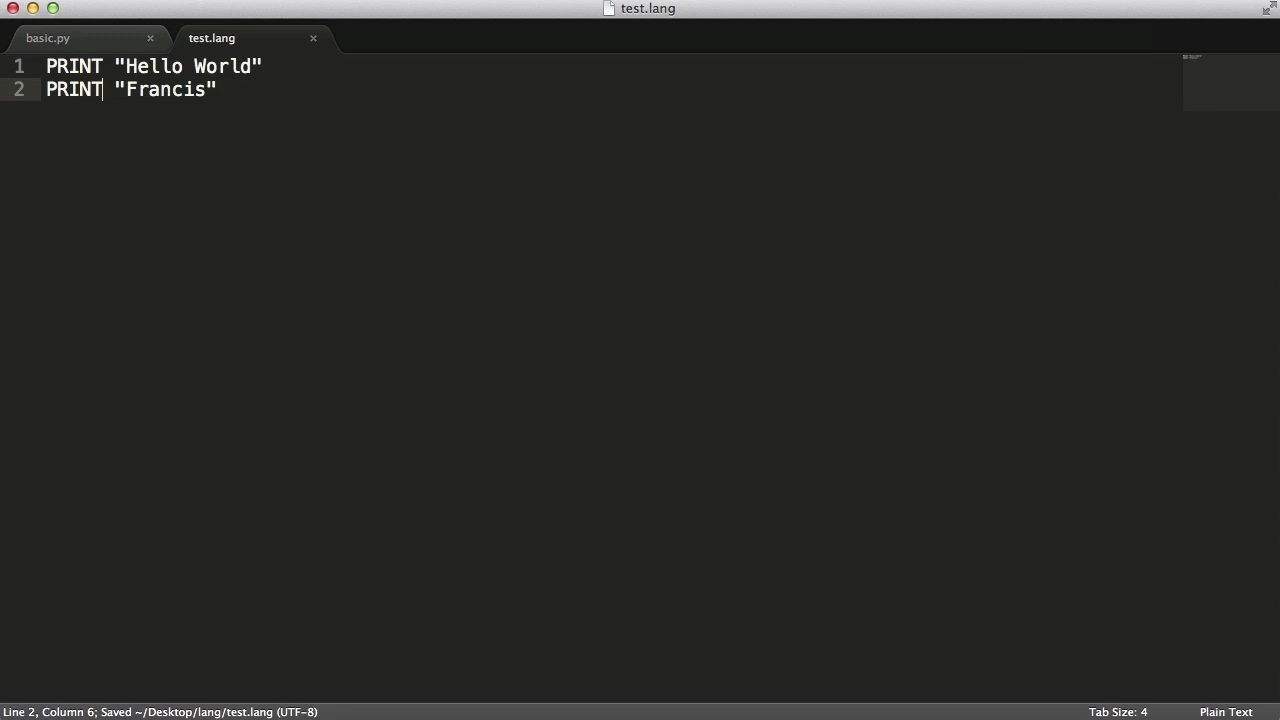 test.lang
basic.py × test.lang ×
1 PRINT "Hello World"
2 PRINT "Francis"
Line 2, Column 6; Saved ~/Desktop/lang/test.lang (UTF-8) Tab Size: 4 Plain Text